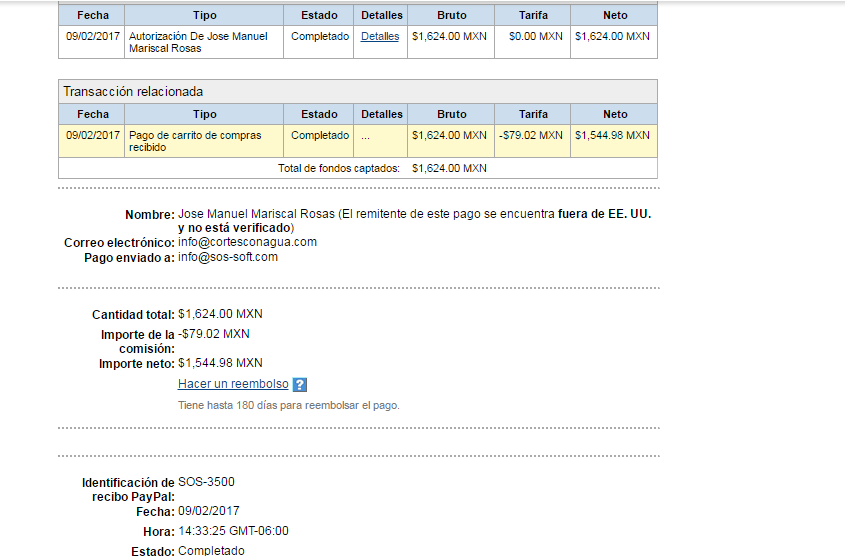 Fecha Tipo Estado Detalles Bruto Tarifa Neto
09/02/2017 Autorización De Jose Manuel Completado Detalles $1,624.00 MXN $0.00 MXN $1,624.00 MXN
Mariscal Rosas
Transacción relacionada
Fecha Tipo Estado Detalles Bruto Tarifa Neto
09/02/2017 Pago de carrito de compras Completado ... $1,624.00 MXN -$79.02 MXN $1,544.98 MXN
recibido
Total de fondos captados: $1,624.00 MXN
Nombre: Jose Manuel Mariscal Rosas (El remitente de este pago se encuentra fuera de EE. UU.
y no está verificado)
Correo electrónico: info@cortesconagua.com
Pago enviado a: info@sos-soft.com
Cantidad total: $1,624.00 MXN
Importe de la -$79.02 MXN
comisión:
Importe neto: $1,544.98 MXN
Hacer un reembolso ?
Tiene hasta 180 días para reembolsar el pago.
Identificación de SOS-3500
recibo PayPal:
Fecha: 09/02/2017
Hora: 14:33:25 GMT-06:00
Estado: Completado